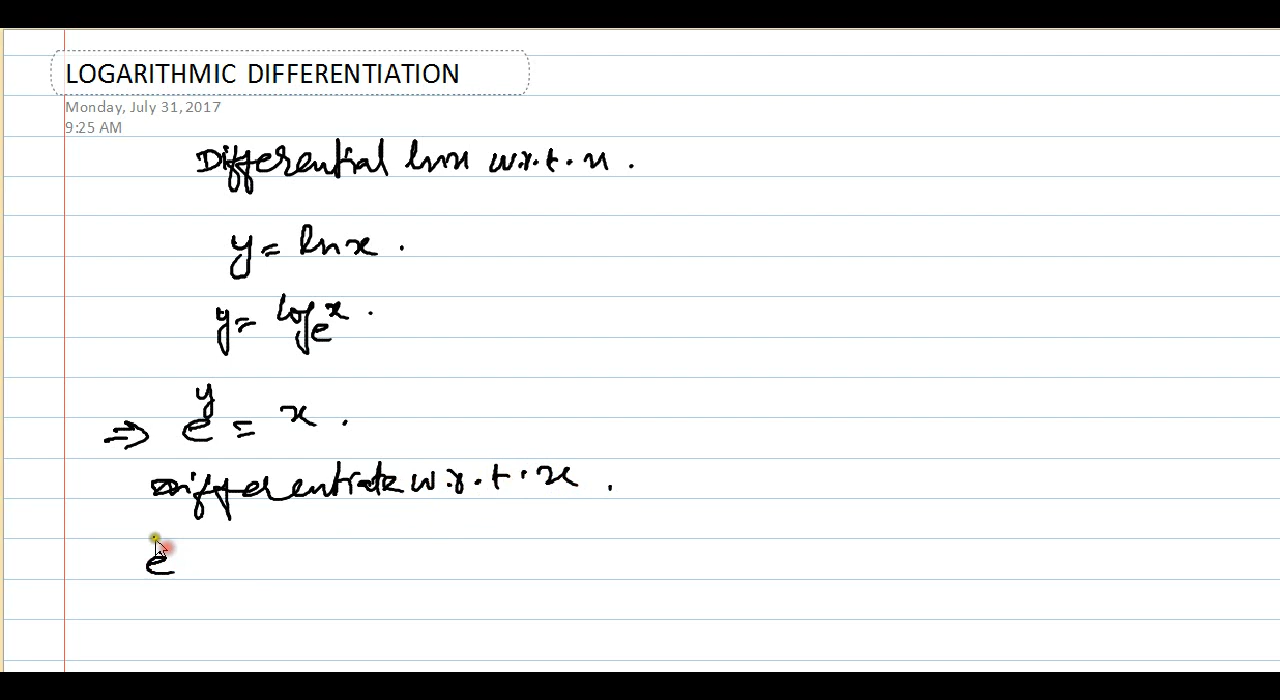 LOGARITHMIC DIFFERENTIATION
Monday, July 31, 2017
9:25 AM
Differential lnx w.r.t. x.
y = lnx.
y = logₑx.
⇒ eʸ = x.
Differentiate w.r.t. x.
e